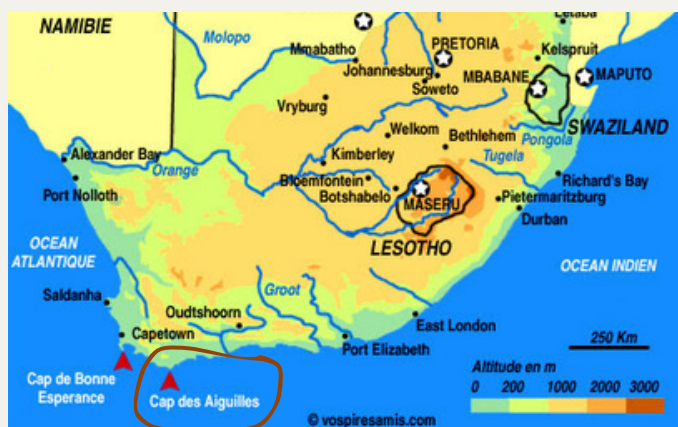 NAMIBIE
Molopo
Mmabatho
PRETORIA
Letaba
Kelspruit
Johannesburg
Soweto
MBABANE
MAPUTO
Vryburg
SWAZILAND
Welkom
Bethlehem
Pongola
Alexander Bay
Orange
Kimberley
Tugela
Port Nolloth
Bloemfontein
Botshabelo
MASERU
Richard's Bay
Pietermaritzburg
Durban
LESOTHO
OCEAN
ATLANTIQUE
OCEAN INDIEN
Saldanha
Groot
Oudtshoorn
Capetown
East London
Port Elizabeth
250 Km
Cap de Bonne
Esperance
Cap des Aiguilles
Altitude en m
0 200 1000 2000 3000
© vospiresamis.com